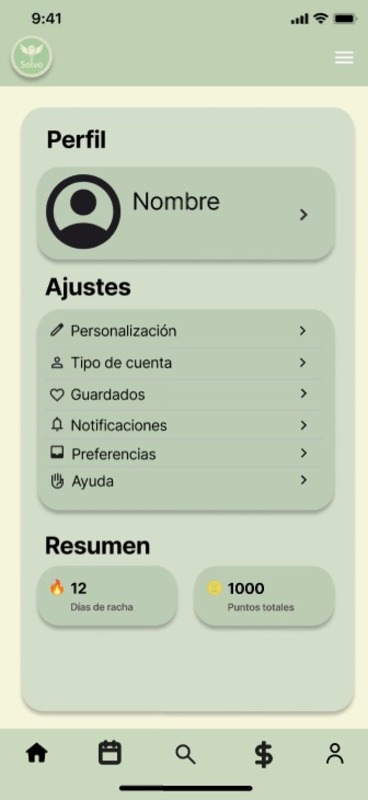 9:41
Solvo
Perfil
Nombre
Ajustes
Personalización
Tipo de cuenta
Guardados
Notificaciones
Preferencias
Ayuda
Resumen
12
Días de racha
1000
Puntos totales